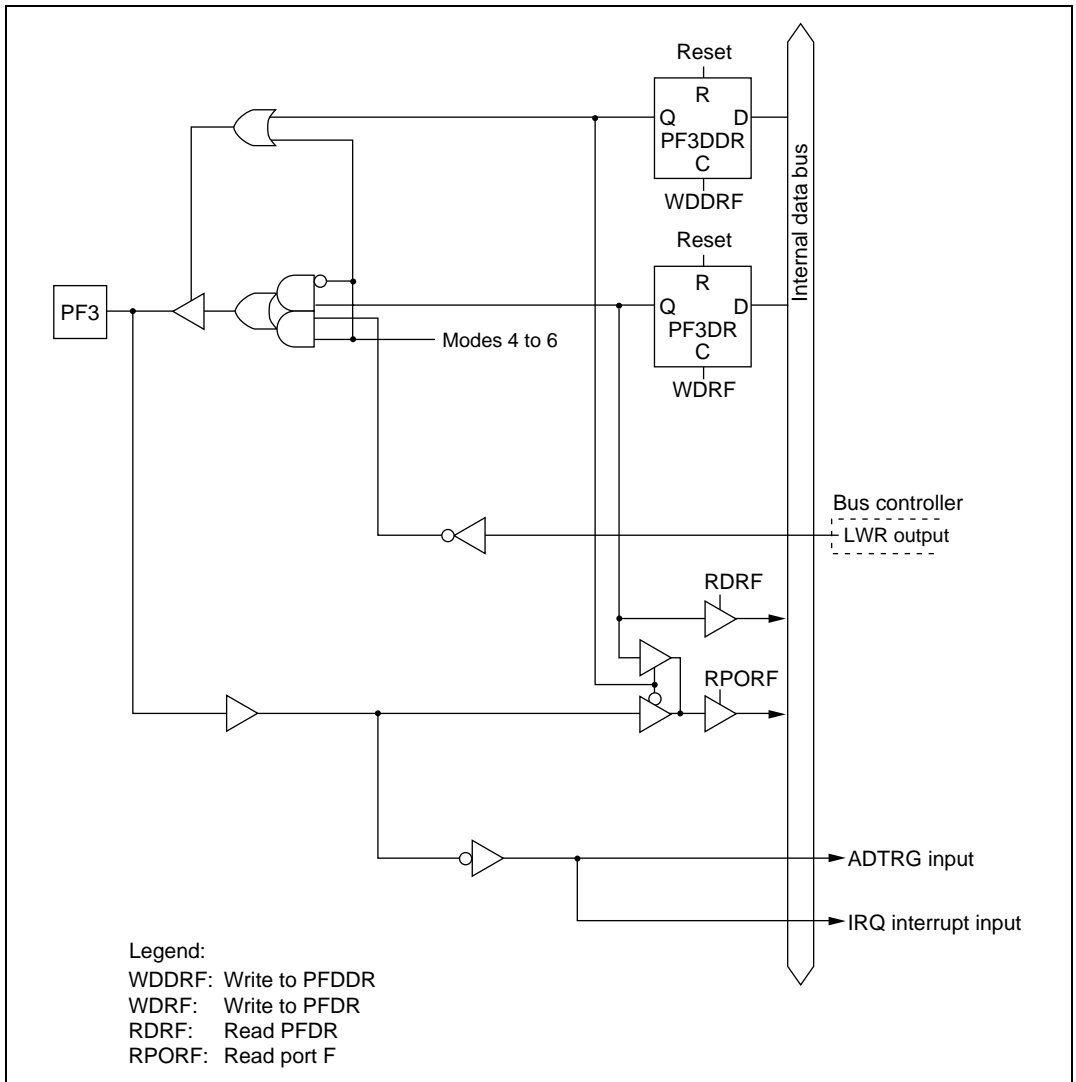 Reset
R
Q D
PF3DDR
C
WDDRF
Internal data bus
Reset
R
Q D
PF3DR
C
WDRF
PF3
Modes 4 to 6
Bus controller
LWR output
RDRF
RPORF
ADTRG input
IRQ interrupt input
Legend:
WDDRF: Write to PFDDR
WDRF: Write to PFDR
RDRF: Read PFDR
RPORF: Read port F